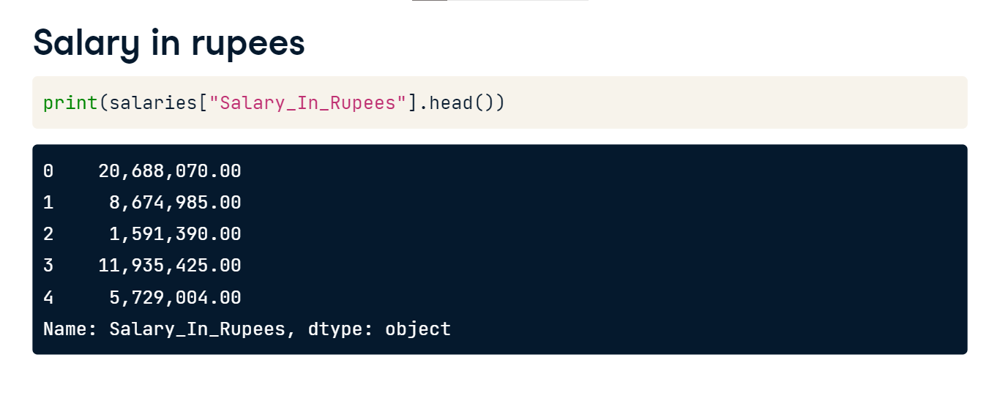 Salary in rupees
print(salaries["Salary_In_Rupees"].head())
0    20,688,070.00
1     8,674,985.00
2     1,591,390.00
3    11,935,425.00
4     5,729,004.00
Name: Salary_In_Rupees, dtype: object